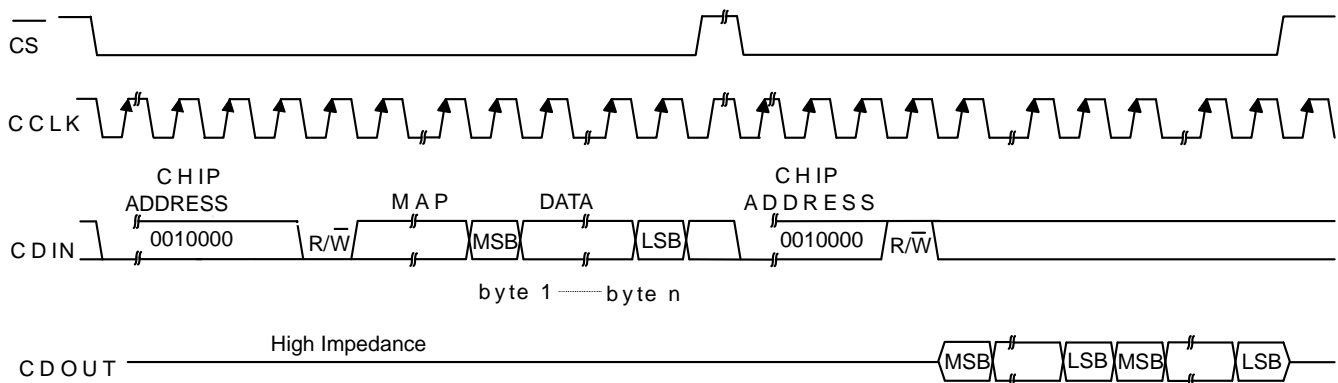 CS
CCLK
CHIP ADDRESS
MAP
DATA
CHIP ADDRESS
CDIN
0010000
R/W
MSB
LSB
0010000
R/W
byte 1 byte n
High Impedance
CDOUT
MSB
LSB
MSB
LSB